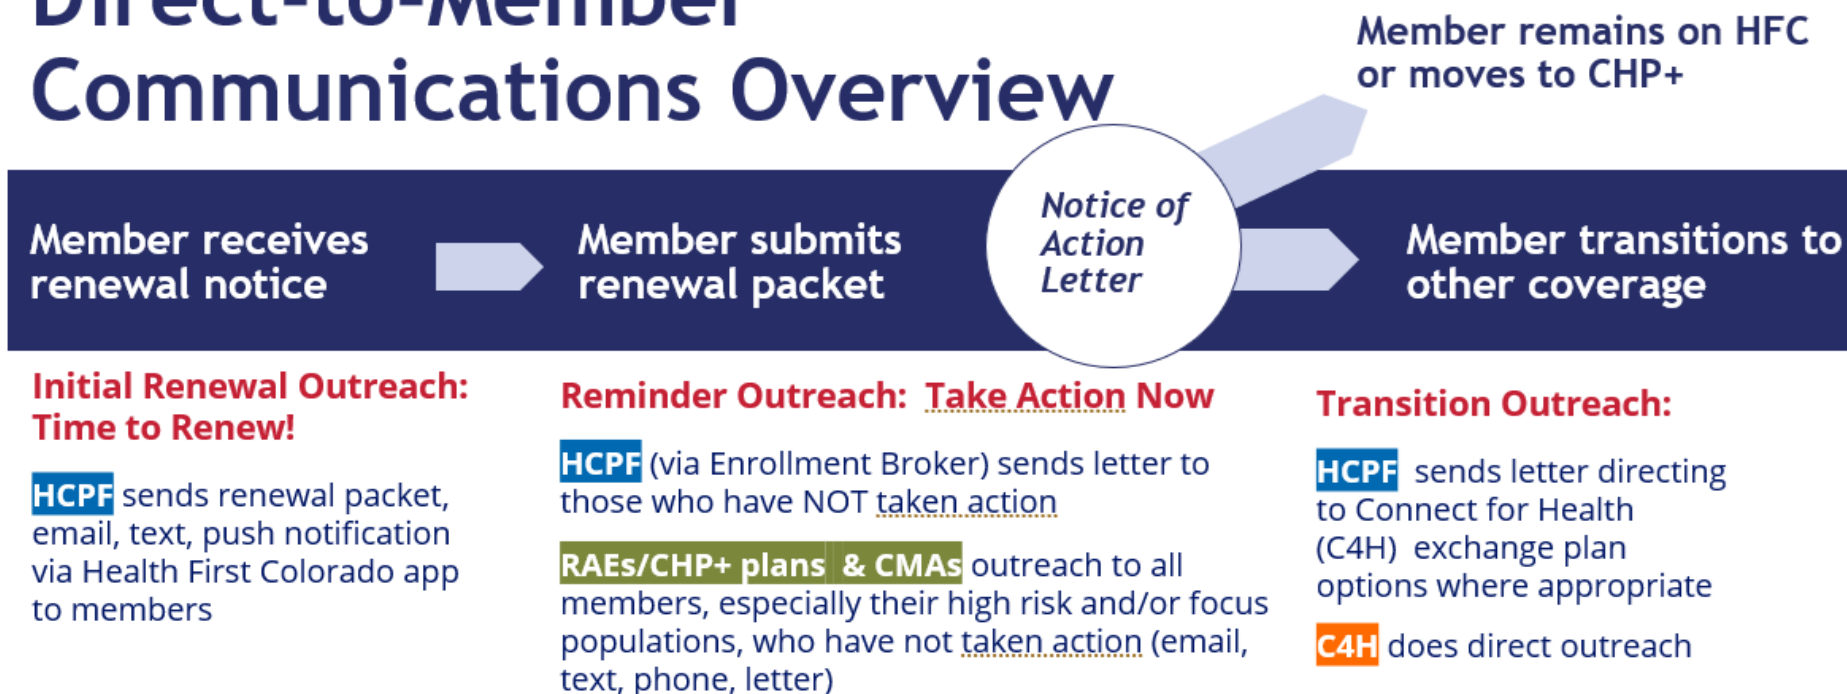 Direct-to-Member
Communications Overview
Member remains on HFC
or moves to CHP+
Member receives
renewal notice
Member submits
renewal packet
Notice of
Action
Letter
Member transitions to
other coverage
Initial Renewal Outreach:
Time to Renew!
HCPF sends renewal packet,
email, text, push notification
via Health First Colorado app
to members
Reminder Outreach:  Take Action Now
HCPF (via Enrollment Broker) sends letter to
those who have NOT taken action
RAEs/CHP+ plans  & CMAs outreach to all
members, especially their high risk and/or focus
populations, who have not taken action (email,
text, phone, letter)
Transition Outreach:
HCPF  sends letter directing
to Connect for Health
(C4H)  exchange plan
options where appropriate
C4H does direct outreach